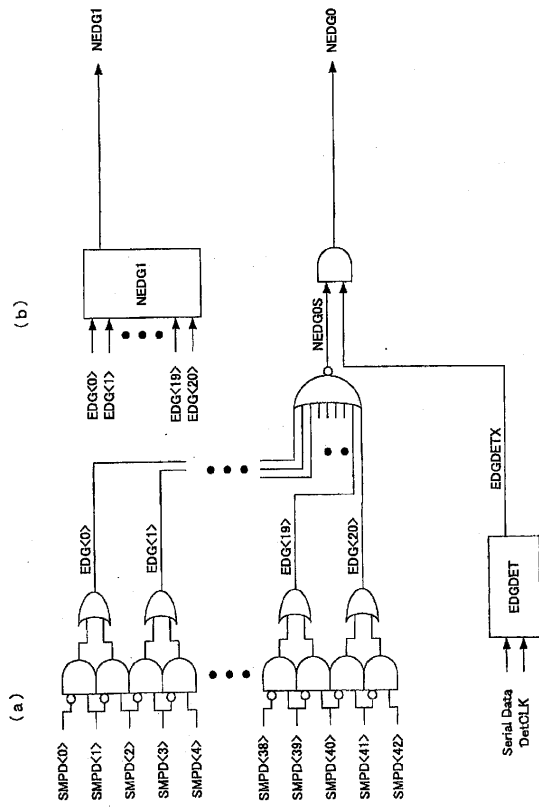 (a)
SMPD<0>
SMPD<1>
SMPD<2>
SMPD<3>
SMPD<4>
SMPD<38>
SMPD<39>
SMPD<40>
SMPD<41>
SMPD<42>
EDG<0>
EDG<1>
EDG<19>
EDG<20>
NEDG0S
NEDG0
Serial Data
DetCLK
EDGDET
EDGDETX
(b)
EDG<0>
EDG<1>
EDG<19>
EDG<20>
NEDG1
NEDG1